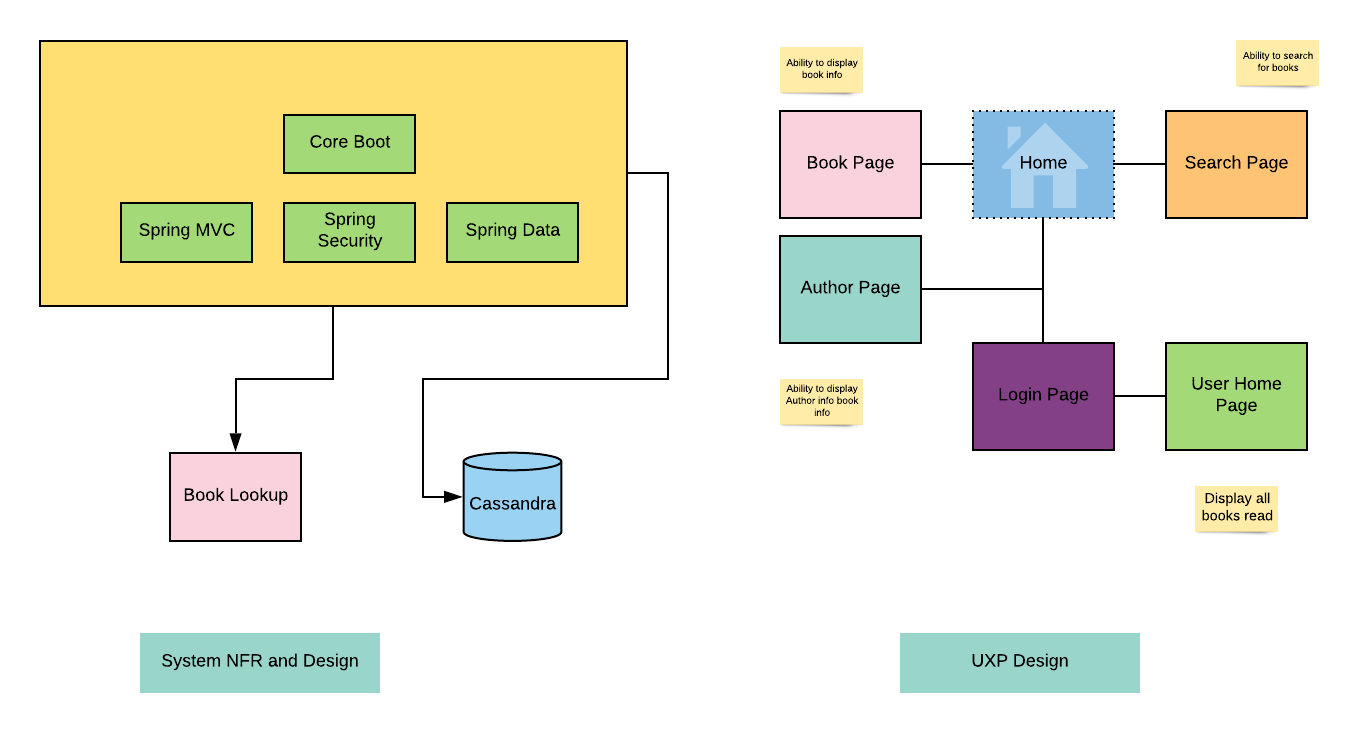 Core Boot
Spring MVC
Spring
Security
Spring Data
Book Lookup
Cassandra
System NFR and Design
Ability to display
book info
Ability to search
for books
Book Page
Home
Search Page
Author Page
Ability to display
Author info book
info
Login Page
User Home
Page
Display all
books read
UXP Design